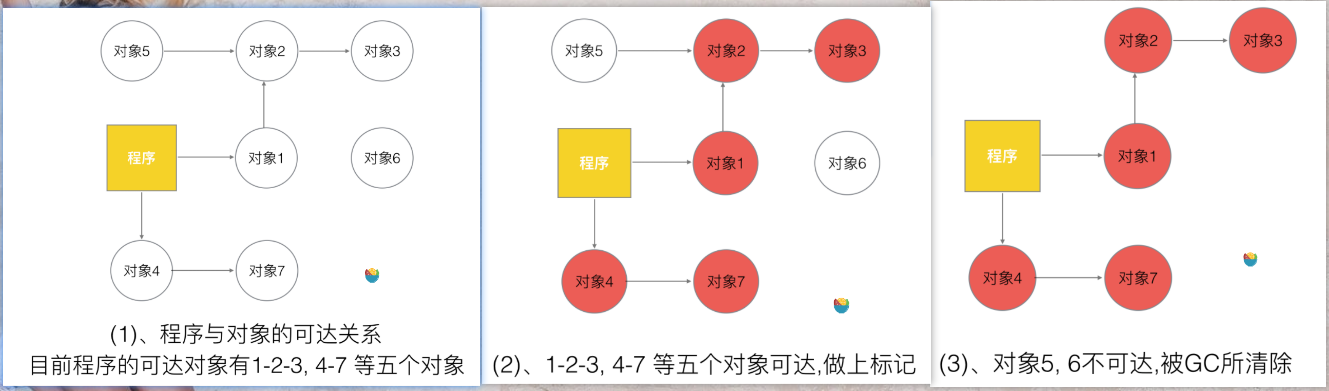 对象5
对象2
对象3
程序
对象1
对象6
对象4
对象7
(1)、程序与对象的可达关系
目前程序的可达对象有1-2-3, 4-7 等五个对象
对象5
对象2
对象3
程序
对象1
对象6
对象4
对象7
(2)、1-2-3, 4-7 等五个对象可达,做上标记
对象2
对象3
程序
对象1
对象4
对象7
(3)、对象5, 6不可达,被GC所清除